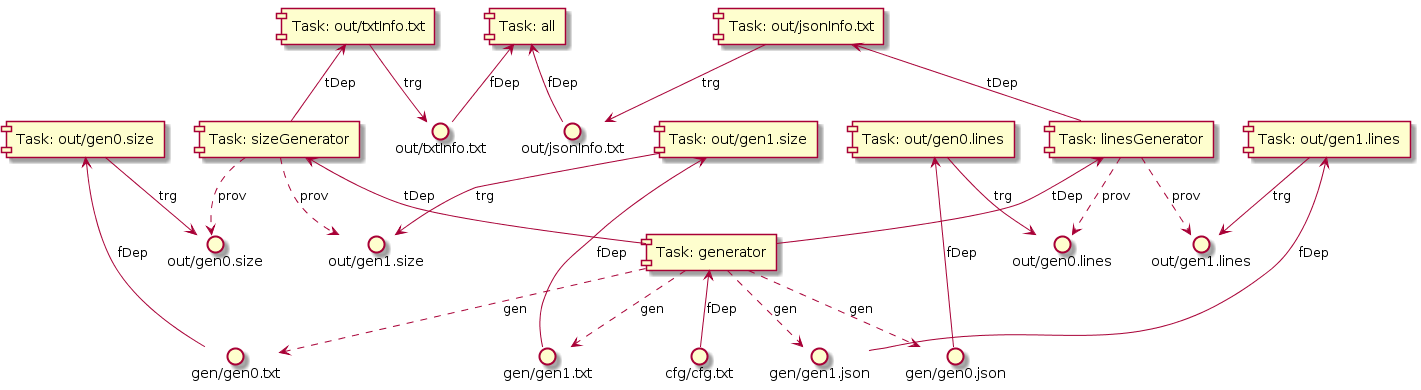 Task: out/txtInfo.txt
Task: all
Task: out/jsonInfo.txt
tDep
trg
fDep
fDep
trg
tDep
Task: out/gen0.size
Task: sizeGenerator
out/txtInfo.txt
out/jsonInfo.txt
Task: out/gen1.size
Task: out/gen0.lines
Task: linesGenerator
Task: out/gen1.lines
trg
prov
prov
tDep
trg
trg
tDep
prov
prov
trg
out/gen0.size
out/gen1.size
fDep
fDep
Task: generator
fDep
out/gen0.lines
out/gen1.lines
fDep
gen
gen
fDep
gen
gen
gen/gen0.txt
gen/gen1.txt
cfg/cfg.txt
gen/gen1.json
gen/gen0.json